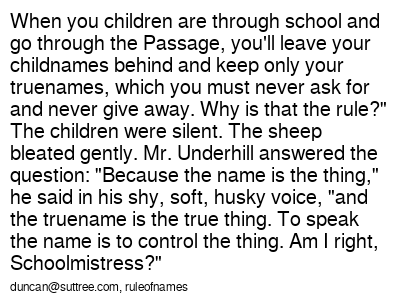 When you children are through school and
go through the Passage, you'll leave your
childnames behind and keep only your
truenames, which you must never ask for
and never give away. Why is that the rule?"
The children were silent. The sheep
bleated gently. Mr. Underhill answered the
question: "Because the name is the thing,"
he said in his shy, soft, husky voice, "and
the truename is the true thing. To speak
the name is to control the thing. Am I right,
Schoolmistress?"
duncan@suttree.com, ruleofnames